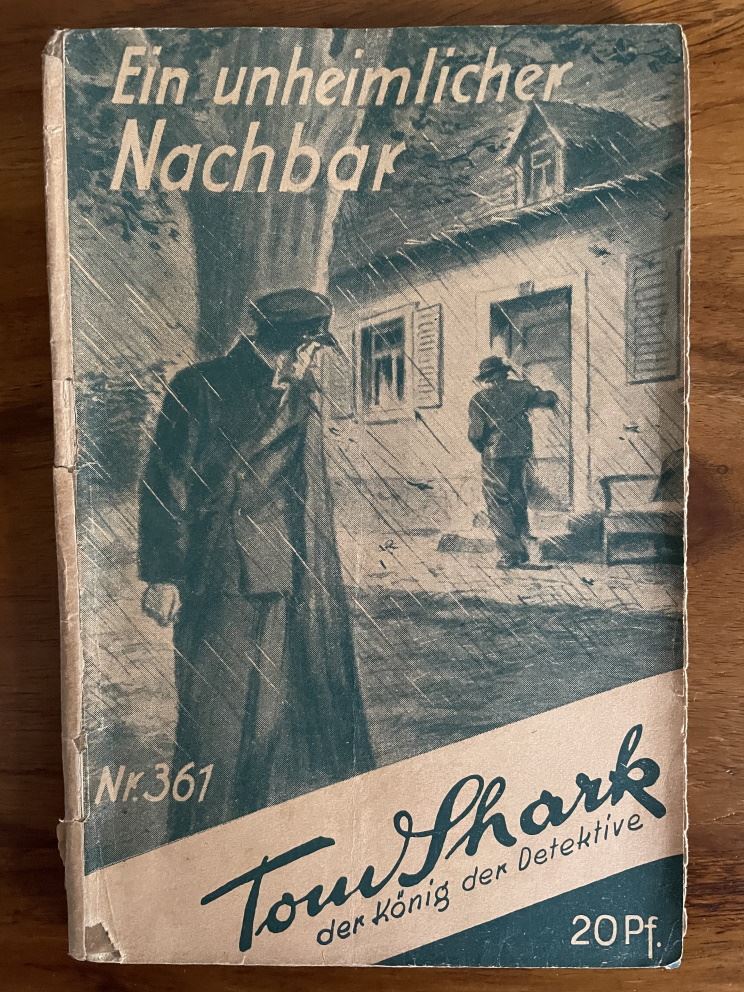 Ein unheimlicher
Nachbar
Nr. 361
Tom Shark
der König der Detektive
20 Pf.